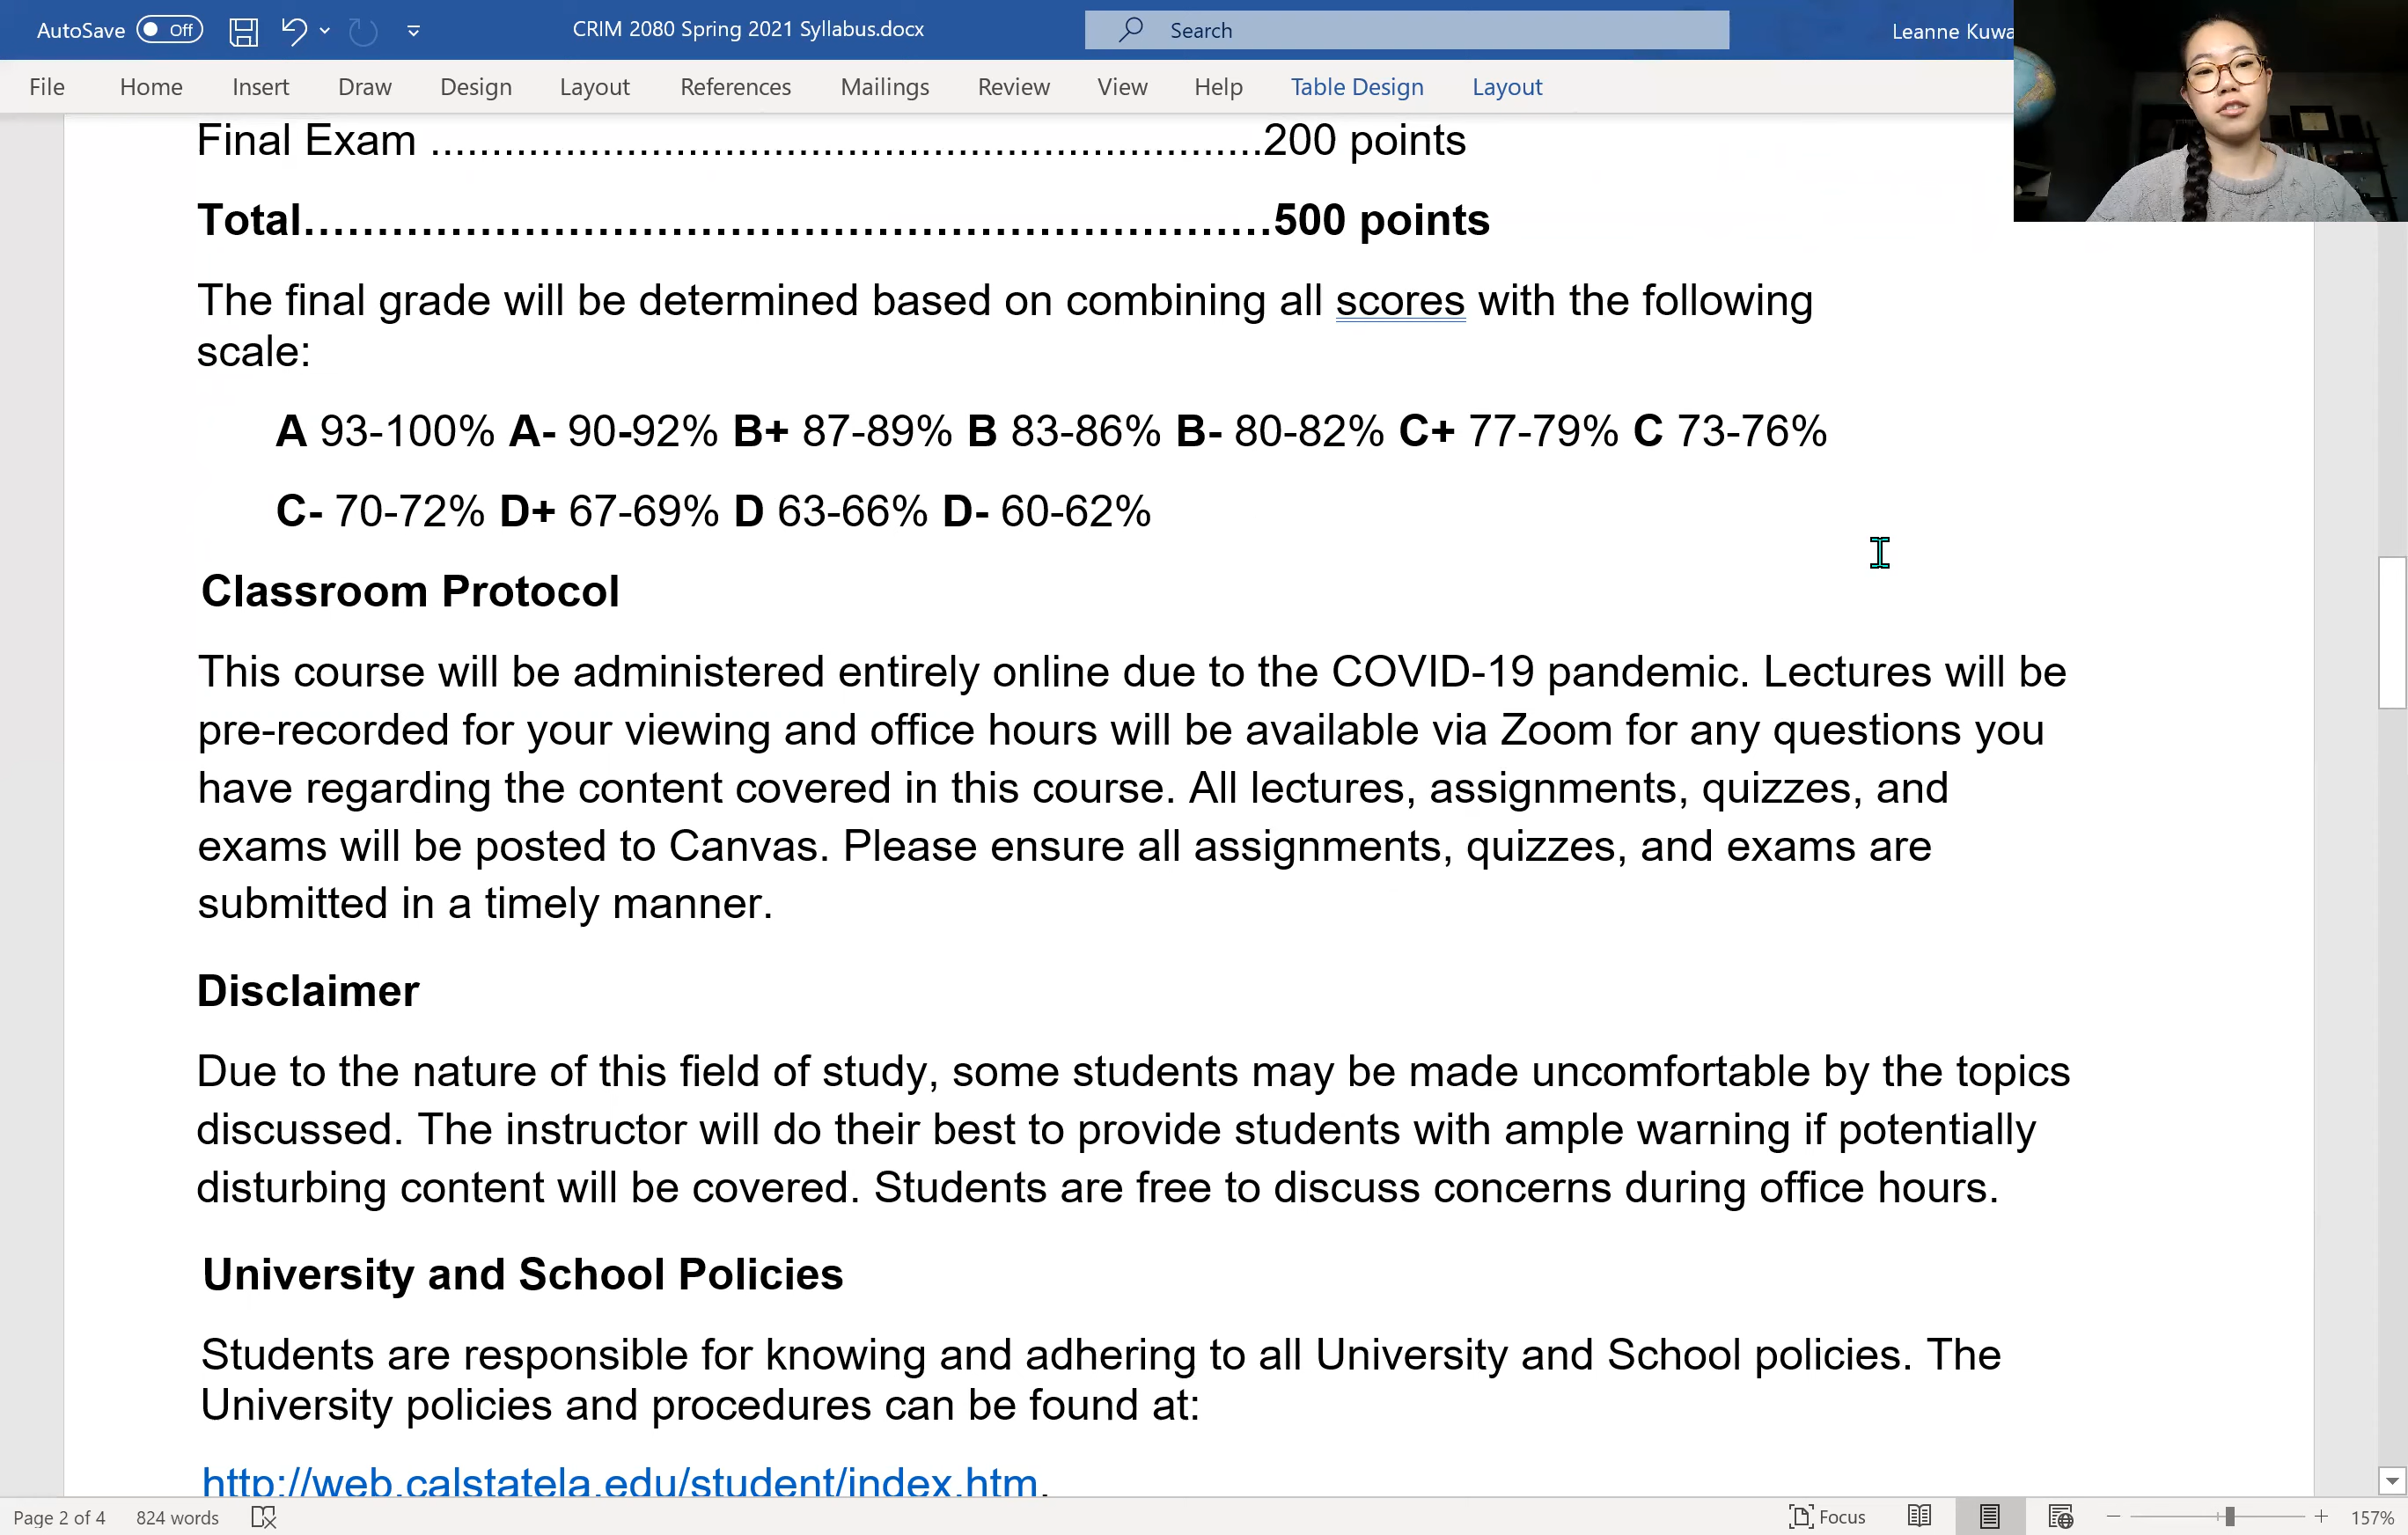 AutoSave Off CRIM 2080 Spring 2021 Syllabus.docx Search Leanne Kuwa
File Home Insert Draw Design Layout References Mailings Review View Help Table Design Layout
Final Exam ....................................................................200 points
Total……………………………………………………………………500 points
The final grade will be determined based on combining all scores with the following
scale:
A 93-100% A- 90-92% B+ 87-89% B 83-86% B- 80-82% C+ 77-79% C 73-76%
C- 70-72% D+ 67-69% D 63-66% D- 60-62%
Classroom Protocol
This course will be administered entirely online due to the COVID-19 pandemic. Lectures will be
pre-recorded for your viewing and office hours will be available via Zoom for any questions you
have regarding the content covered in this course. All lectures, assignments, quizzes, and
exams will be posted to Canvas. Please ensure all assignments, quizzes, and exams are
submitted in a timely manner.
Disclaimer
Due to the nature of this field of study, some students may be made uncomfortable by the topics
discussed. The instructor will do their best to provide students with ample warning if potentially
disturbing content will be covered. Students are free to discuss concerns during office hours.
University and School Policies
Students are responsible for knowing and adhering to all University and School policies. The
University policies and procedures can be found at:
http://web.calstatela.edu/student/index.htm.
Page 2 of 4 824 words Focus 157%